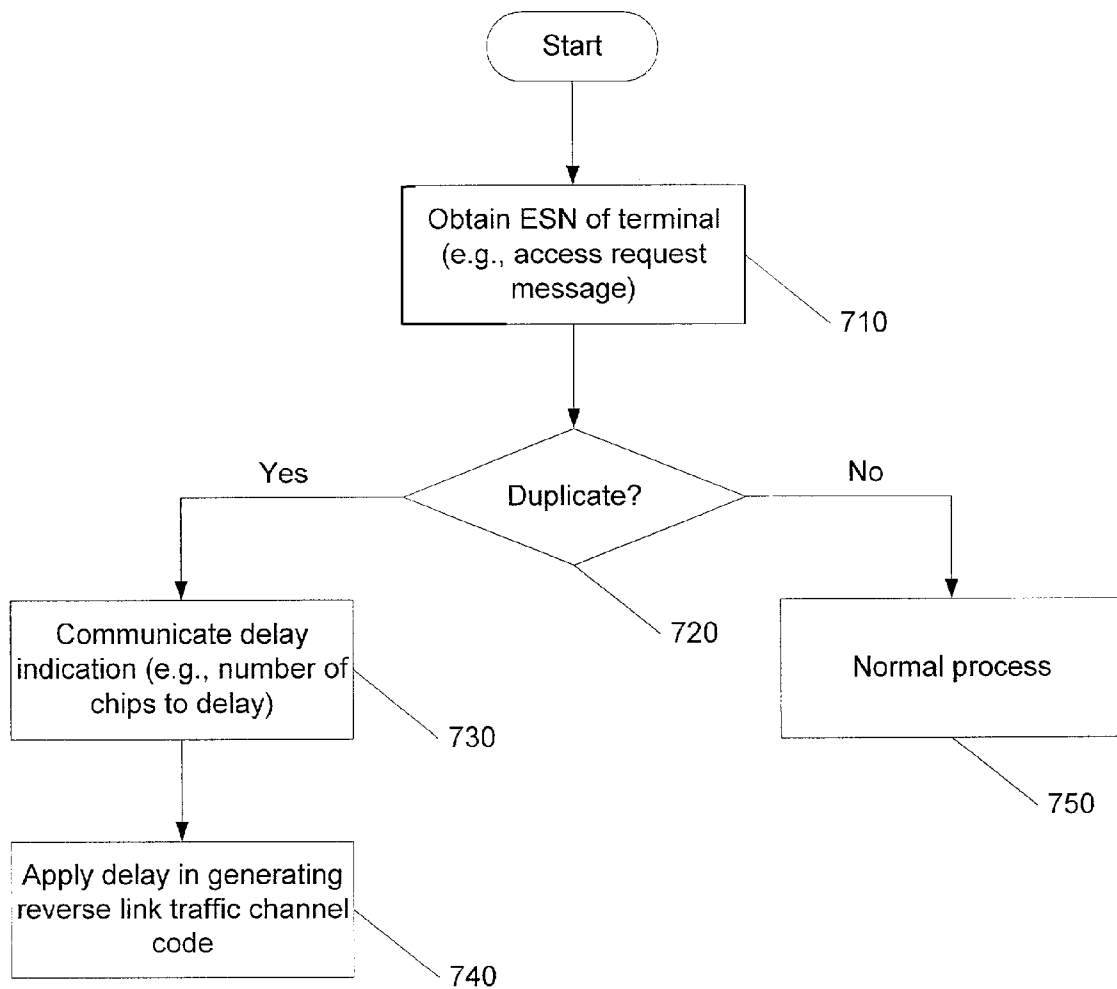 Start
Obtain ESN of terminal
(e.g., access request
message)
710
Yes
Duplicate?
No
720
Communicate delay
indication (e.g., number of
chips to delay)
730
Normal process
750
Apply delay in generating
reverse link traffic channel
code
740